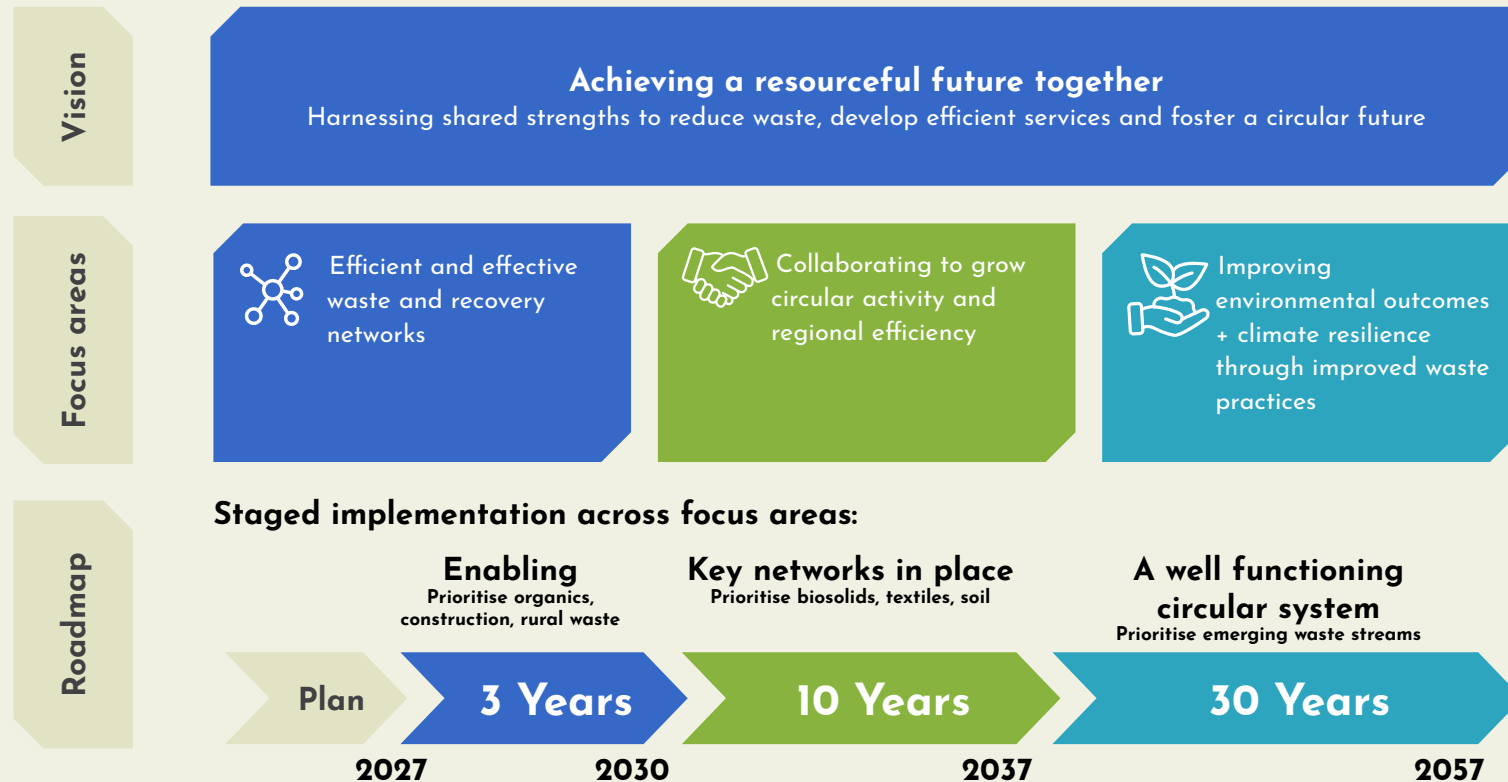 Vision
Achieving a resourceful future together
Harnessing shared strengths to reduce waste, develop efficient services and foster a circular future
Focus areas
Efficient and effective
waste and recovery
networks
Collaborating to grow
circular activity and
regional efficiency
Improving
environmental outcomes
+ climate resilience
through improved waste
practices
Roadmap
Staged implementation across focus areas:
Enabling
Prioritise organics,
construction, rural waste
Key networks in place
Prioritise biosolids, textiles, soil
A well functioning
circular system
Prioritise emerging waste streams
Plan
3 Years
10 Years
30 Years
2027
2030
2037
2057